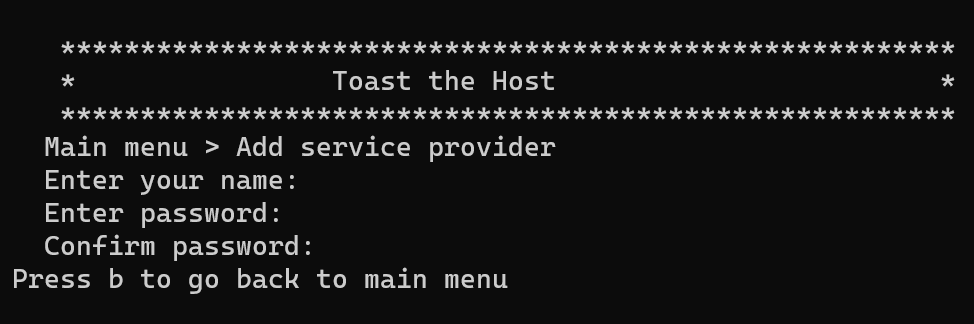 ********************************************************
*                Toast the Host                        *
********************************************************
Main menu > Add service provider
Enter your name:
Enter password:
Confirm password:
Press b to go back to main menu